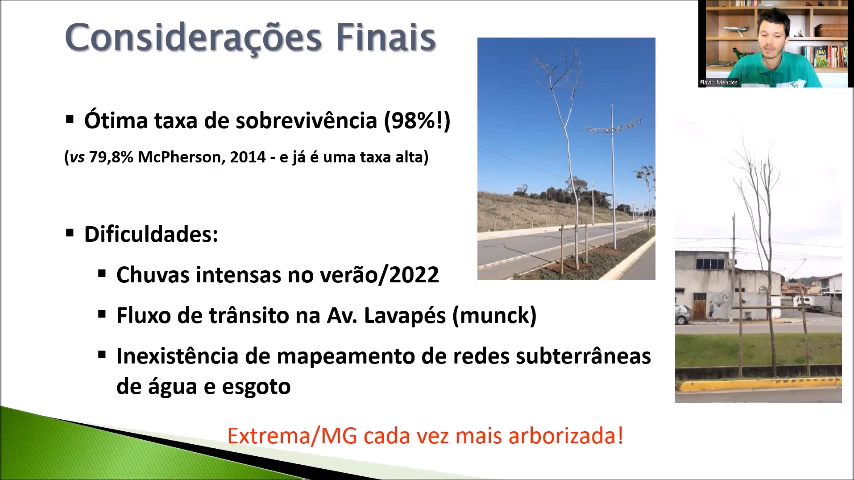 Considerações Finais
▪ Ótima taxa de sobrevivência (98%!)
(vs 79,8% McPherson, 2014 - e já é uma taxa alta)
▪ Dificuldades:
▪ Chuvas intensas no verão/2022
▪ Fluxo de trânsito na Av. Lavapés (munck)
▪ Inexistência de mapeamento de redes subterrâneas
de água e esgoto
Extrema/MG cada vez mais arborizada!
Flavio Mendes